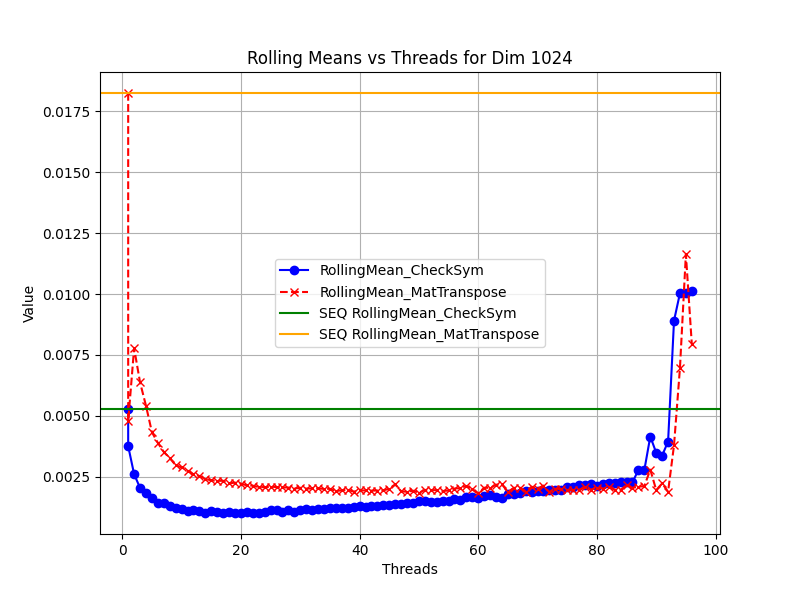 Rolling Means vs Threads for Dim 1024
Value
0.0175
0.0150
0.0125
0.0100
0.0075
0.0050
0.0025
RollingMean_CheckSym
RollingMean_MatTranspose
SEQ RollingMean_CheckSym
SEQ RollingMean_MatTranspose
0 20 40 60 80 100
Threads